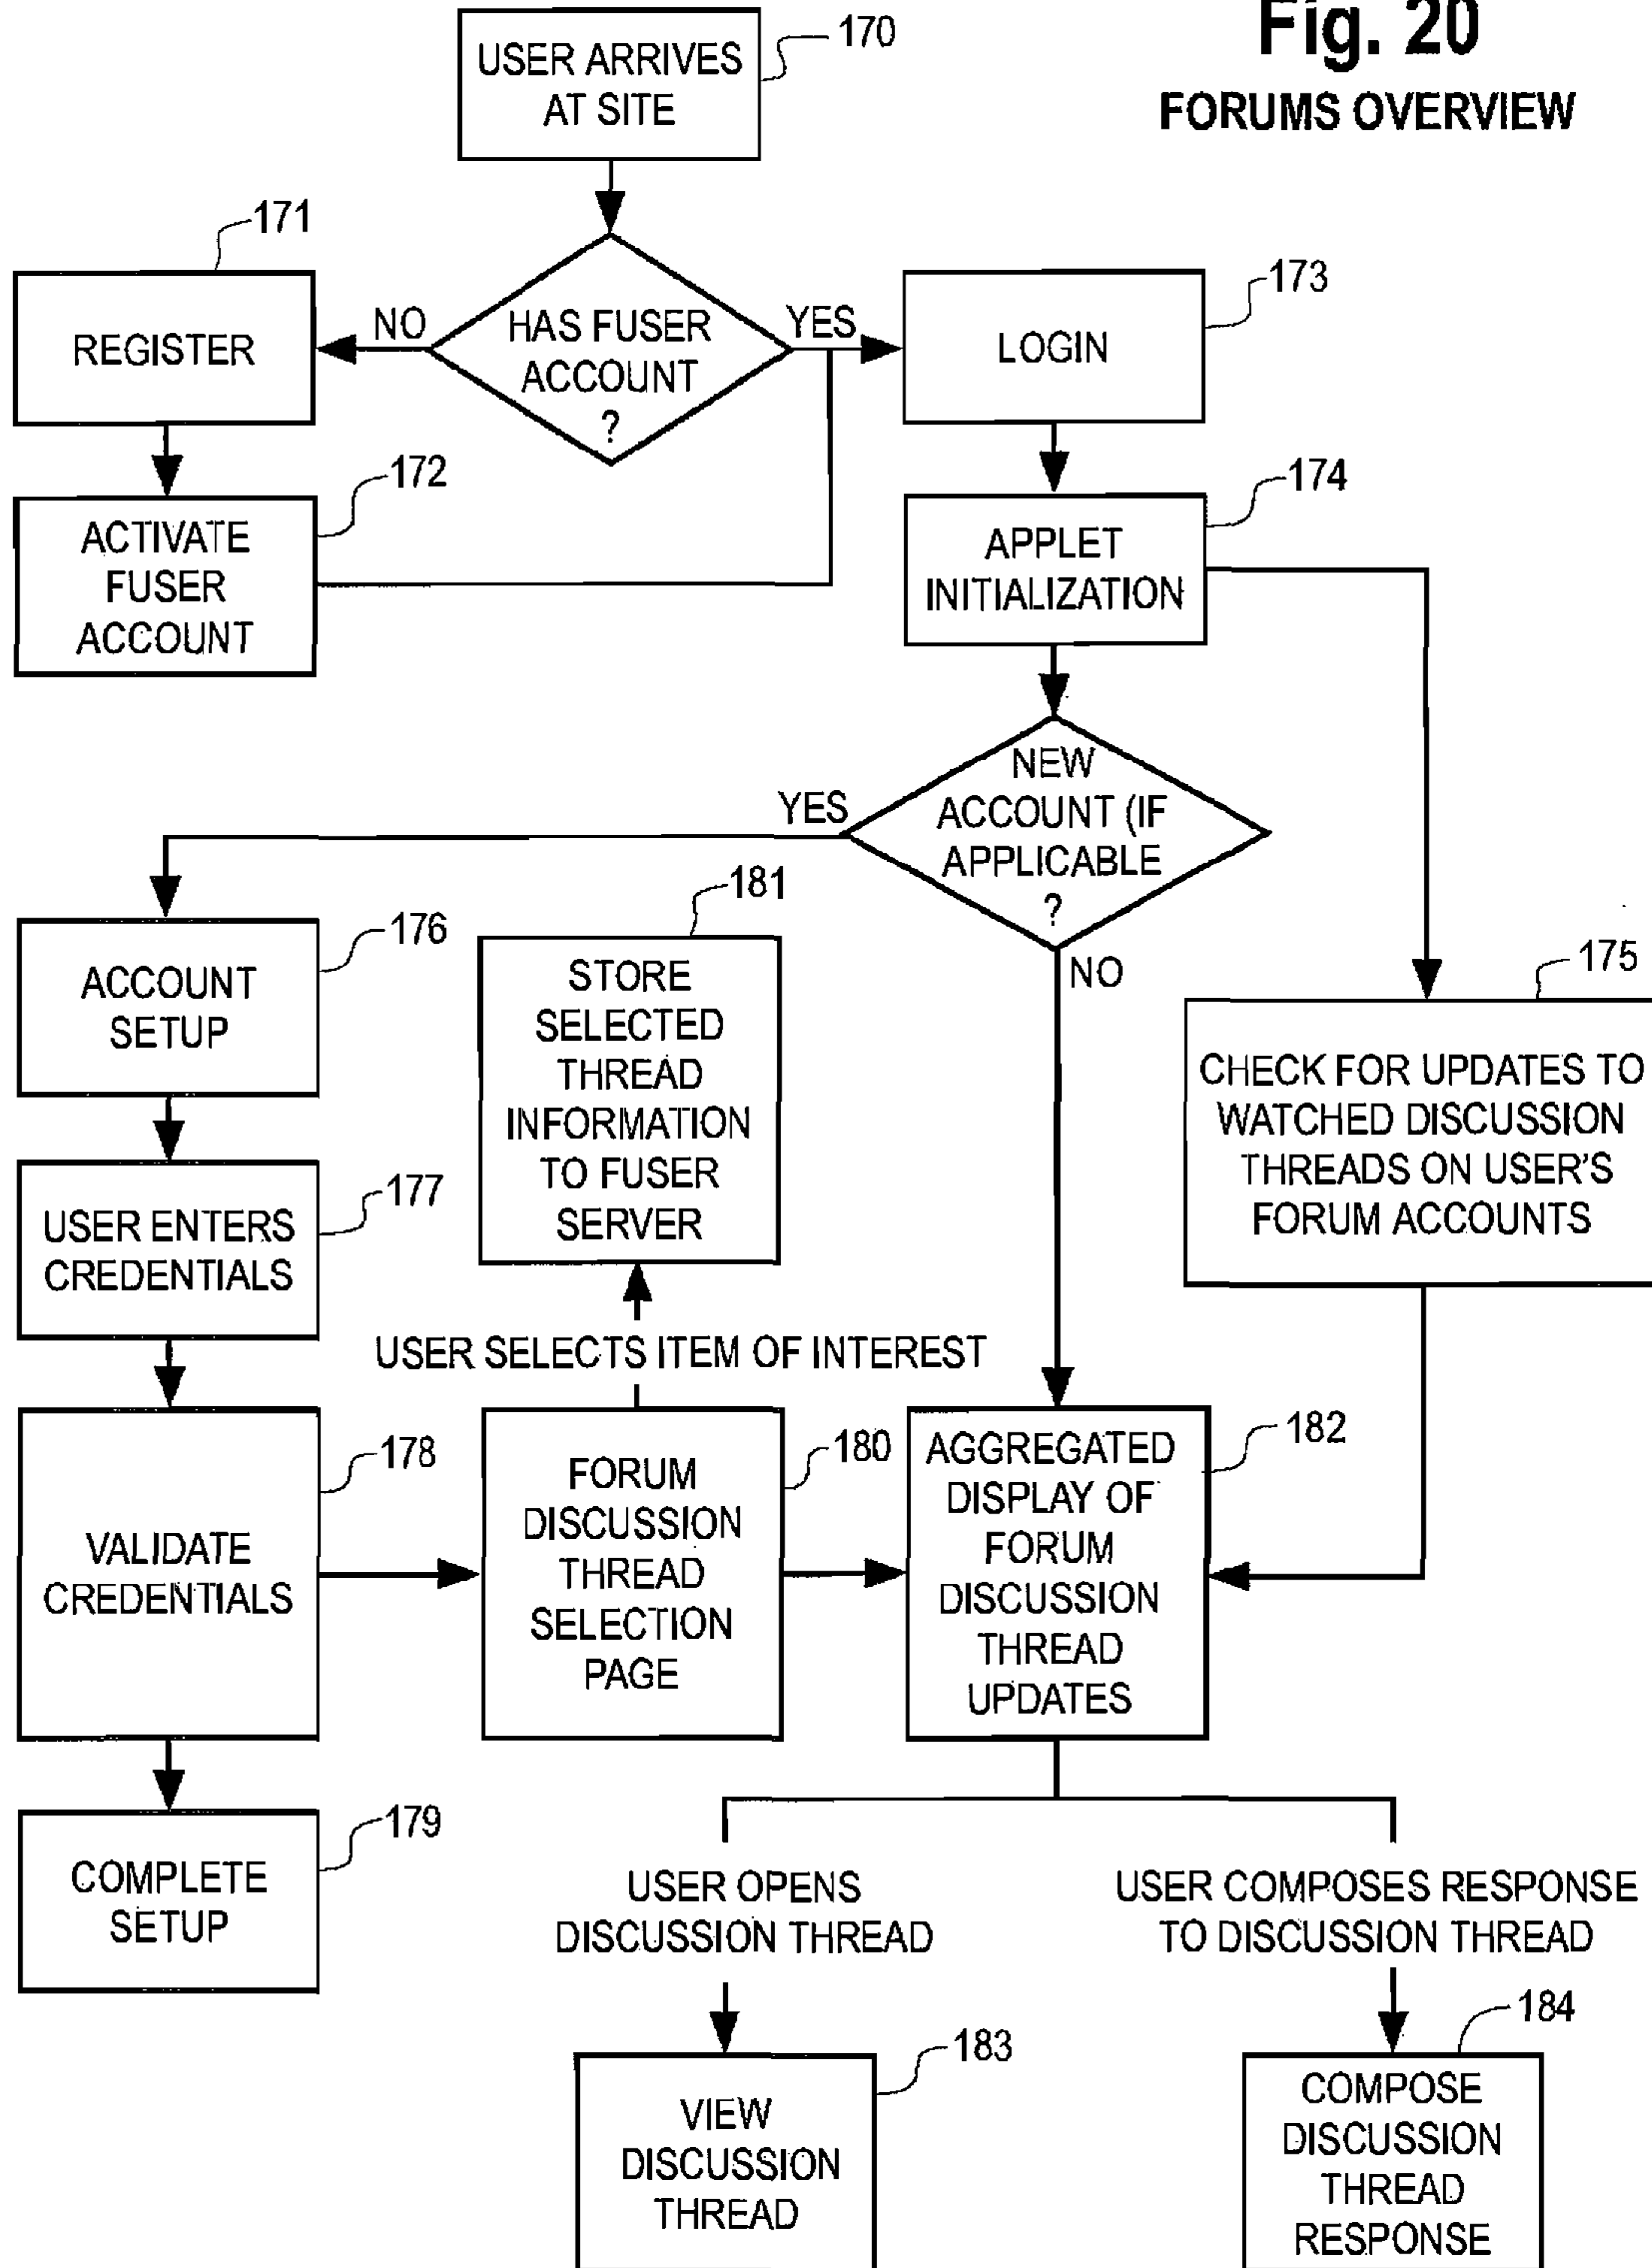 Fig. 20
FORUMS OVERVIEW
USER ARRIVES
AT SITE
170
171
REGISTER
NO
HAS FUSER
ACCOUNT
?
YES
LOGIN
173
172
ACTIVATE
FUSER
ACCOUNT
APPLET
INITIALIZATION
174
NEW
ACCOUNT (IF
APPLICABLE
?
YES
NO
175
CHECK FOR UPDATES TO
WATCHED DISCUSSION
THREADS ON USER'S
FORUM ACCOUNTS
176
ACCOUNT
SETUP
181
STORE
SELECTED
THREAD
INFORMATION
TO FUSER
SERVER
177
USER ENTERS
CREDENTIALS
USER SELECTS ITEM OF INTEREST
178
VALIDATE
CREDENTIALS
180
FORUM
DISCUSSION
THREAD
SELECTION
PAGE
182
AGGREGATED
DISPLAY OF
FORUM
DISCUSSION
THREAD
UPDATES
179
COMPLETE
SETUP
USER OPENS
DISCUSSION THREAD
USER COMPOSES RESPONSE
TO DISCUSSION THREAD
183
VIEW
DISCUSSION
THREAD
184
COMPOSE
DISCUSSION
THREAD
RESPONSE